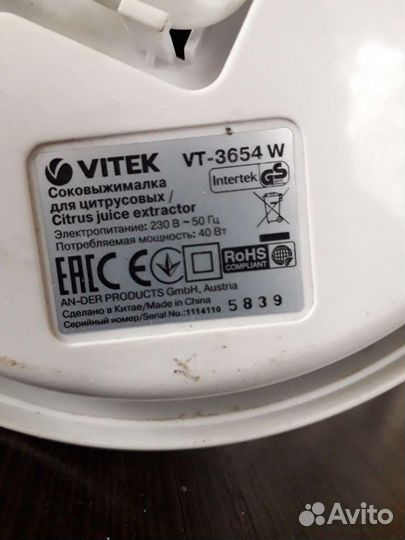 VITEK VT-3654 W
Соковыжималка Intertek GS
для цитрусовых /
Citrus juice extractor
Электропитание: 230 В ~ 50 Гц
Потребляемая мощность: 40 Вт
EAC CE RoHS
COMPLIANT
AN-DER PRODUCTS GmbH, Austria
Сделано в Китае/Made in China
Серийный номер/Serial No.:1114110 5839
Avito